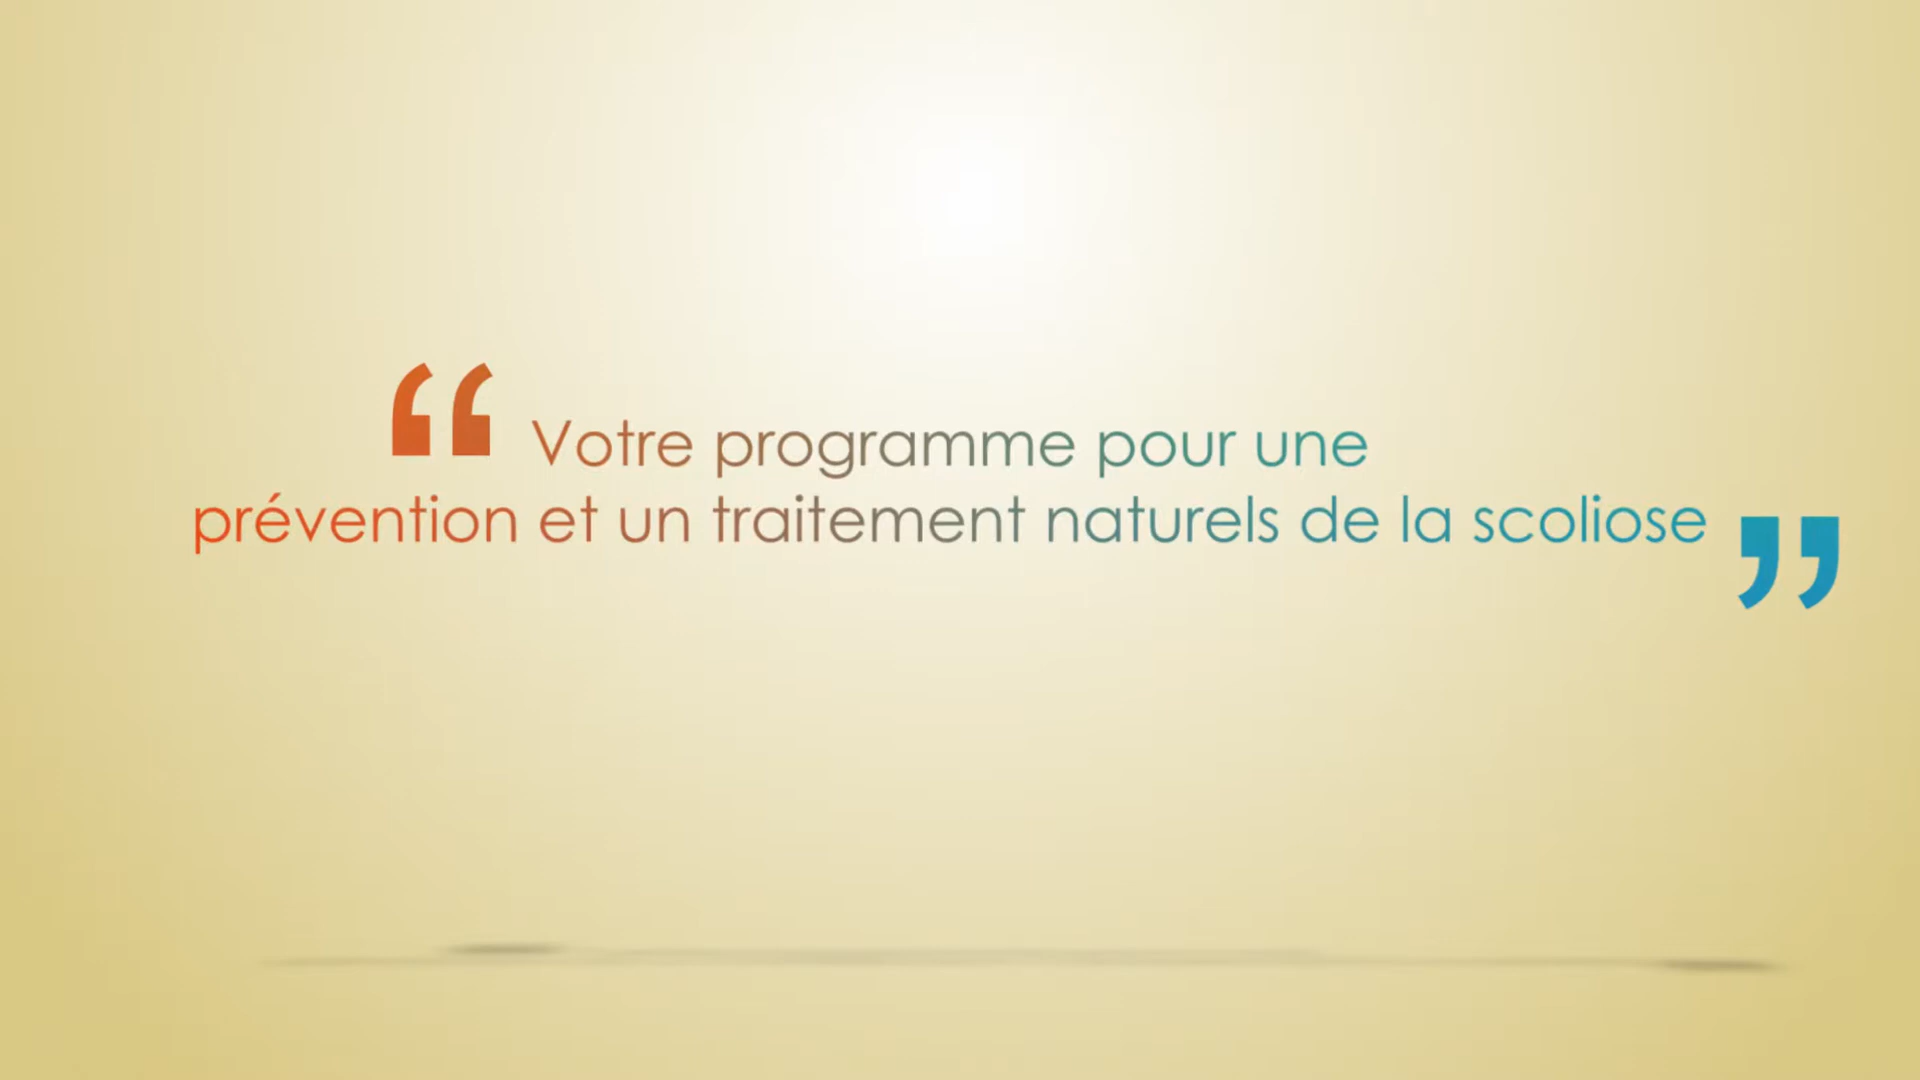 “ Votre programme pour une
prévention et un traitement naturels de la scoliose ”